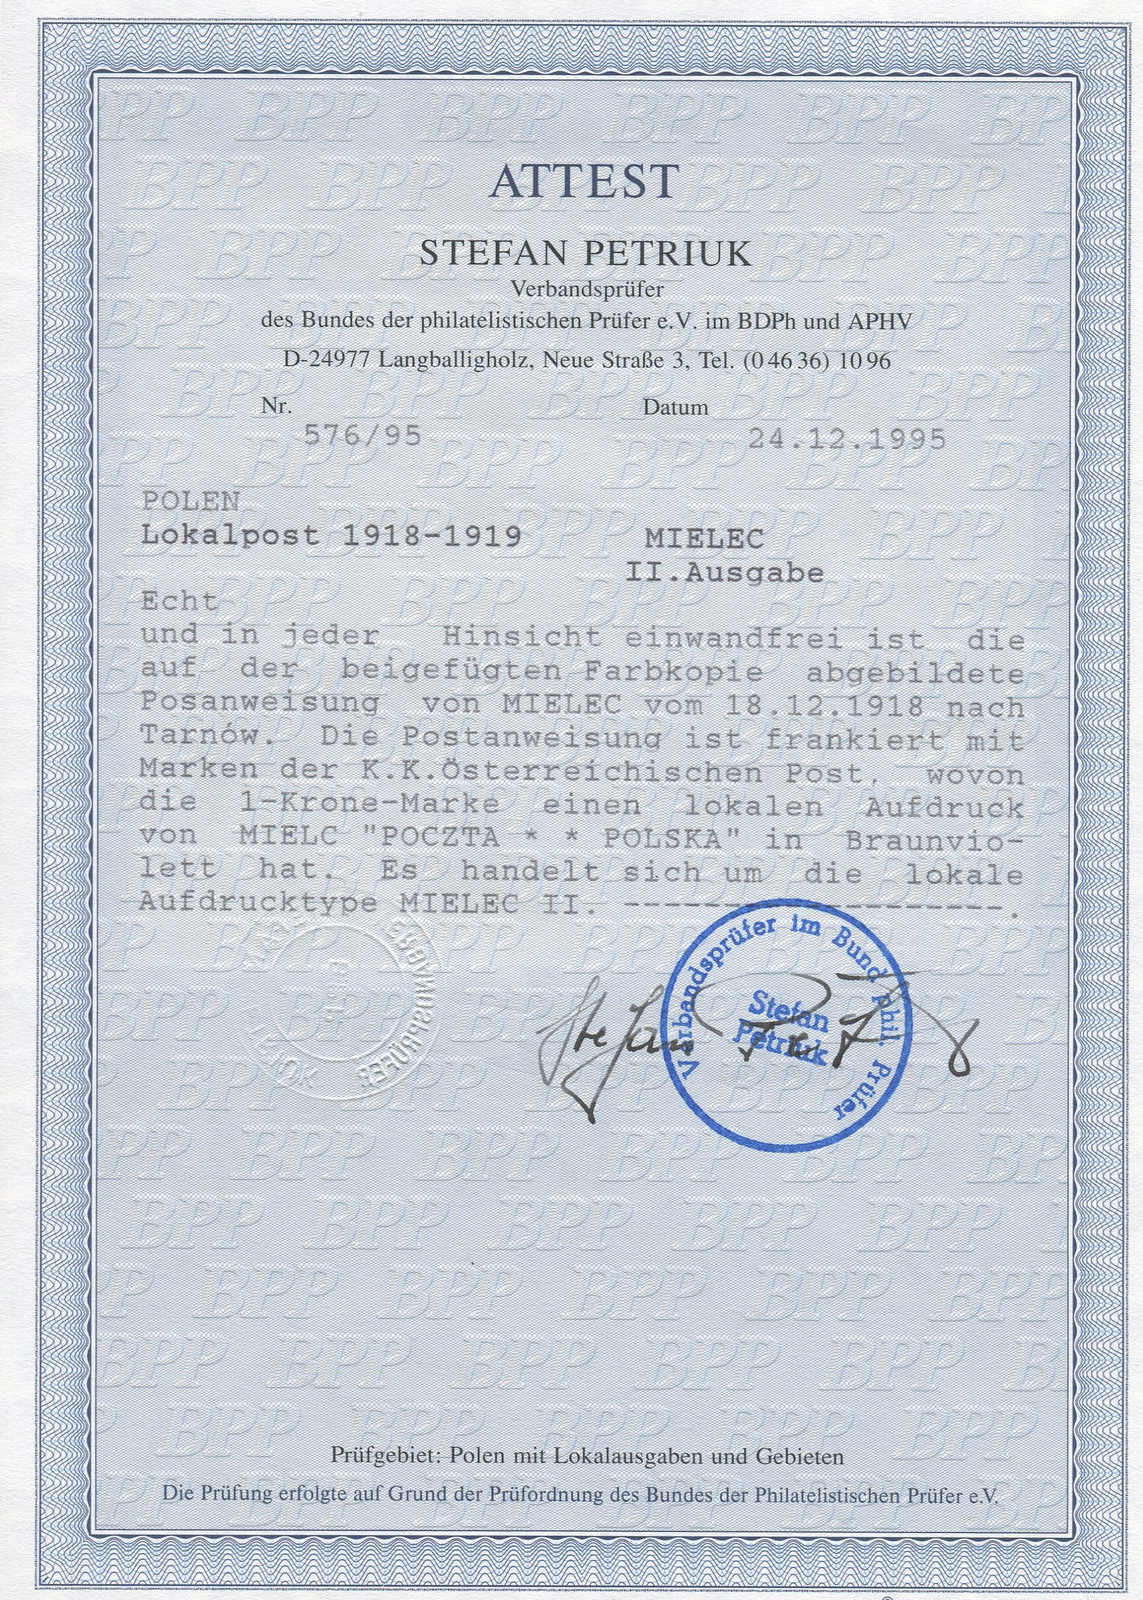 ATTEST
STEFAN PETRIUK
Verbandsprüfer
des Bundes der philatelistischen Prüfer e.V. im BDPh und APHV
D-24977 Langballigholz, Neue Straße 3, Tel. (0 46 36) 10 96
Nr. Datum
576/95 24.12.1995
POLEN
Lokalpost 1918-1919 MIELEC
II.Ausgabe
Echt
und in jeder Hinsicht einwandfrei ist die
auf der beigefügten Farbkopie abgebildete
Posanweisung von MIELEC vom 18.12.1918 nach
Tarnów. Die Postanweisung ist frankiert mit
Marken der K.K.Österreichischen Post, wovon
die 1-Krone-Marke einen lokalen Aufdruck
von MIELC "POCZTA * * POLSKA" in Braunvio-
lett hat. Es handelt sich um die lokale
Aufdrucktype MIELEC II. -------------------.
Verbandsprüfer im Bund phil. Prüfer
Stefan
Petriuk
Stefan Petriuk
VERBANDSPRÜFER
BPP
Prüfgebiet: Polen mit Lokalausgaben und Gebieten
Die Prüfung erfolgte auf Grund der Prüfordnung des Bundes der Philatelistischen Prüfer e.V.